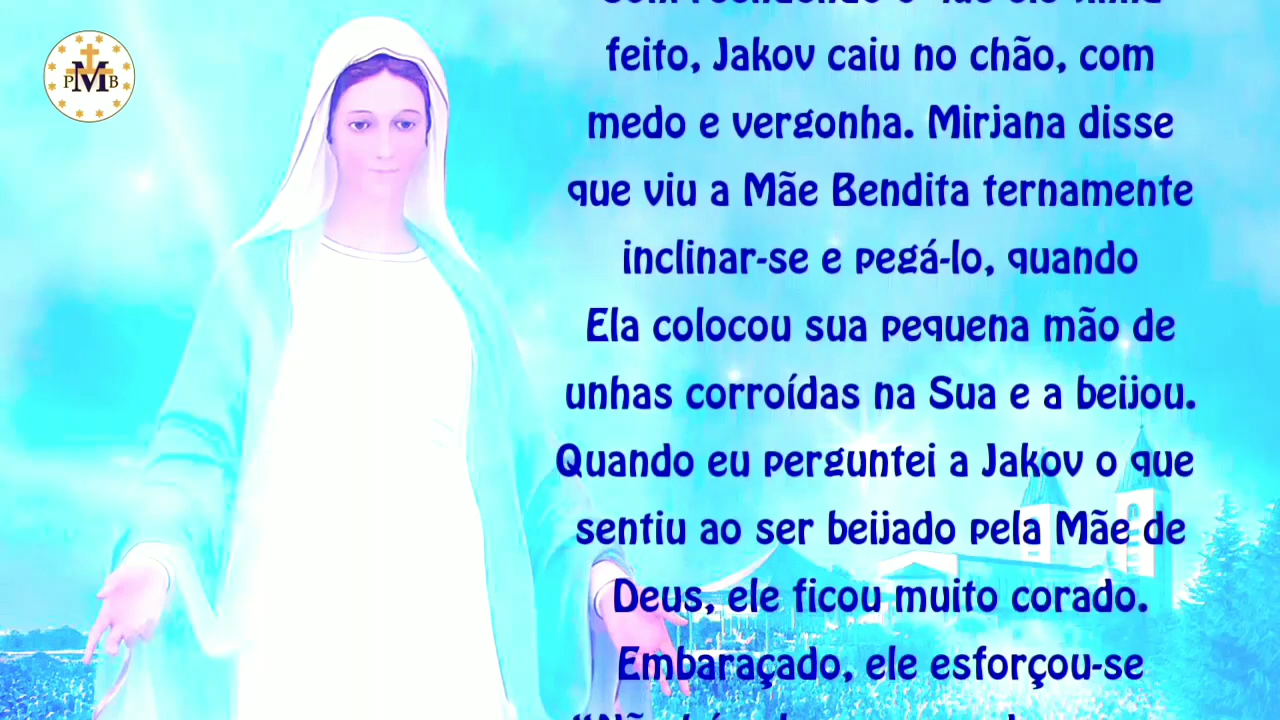 P M B
feito, Jakov caiu no chão, com
medo e vergonha. Mirjana disse
que viu a Mãe Bendita ternamente
inclinar-se e pegá-lo, quando
Ela colocou sua pequena mão de
unhas corroídas na Sua e a beijou.
Quando eu perguntei a Jakov o que
sentiu ao ser beijado pela Mãe de
Deus, ele ficou muito corado.
Embaraçado, ele esforçou-se